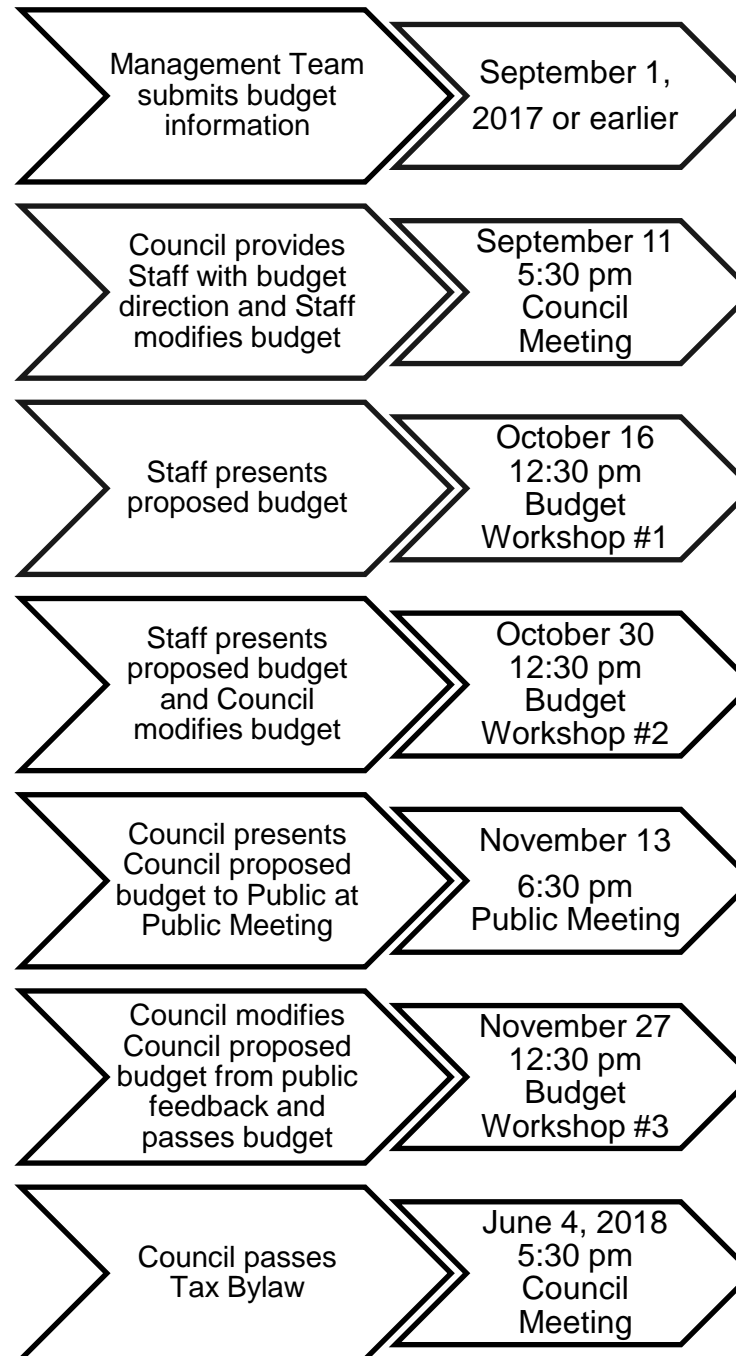 Management Team
submits budget
information
September 1,
2017 or earlier
Council provides
Staff with budget
direction and Staff
modifies budget
September 11
5:30 pm
Council
Meeting
Staff presents
proposed budget
October 16
12:30 pm
Budget
Workshop #1
Staff presents
proposed budget
and Council
modifies budget
October 30
12:30 pm
Budget
Workshop #2
Council presents
Council proposed
budget to Public at
Public Meeting
November 13
6:30 pm
Public Meeting
Council modifies
Council proposed
budget from public
feedback and
passes budget
November 27
12:30 pm
Budget
Workshop #3
Council passes
Tax Bylaw
June 4, 2018
5:30 pm
Council
Meeting